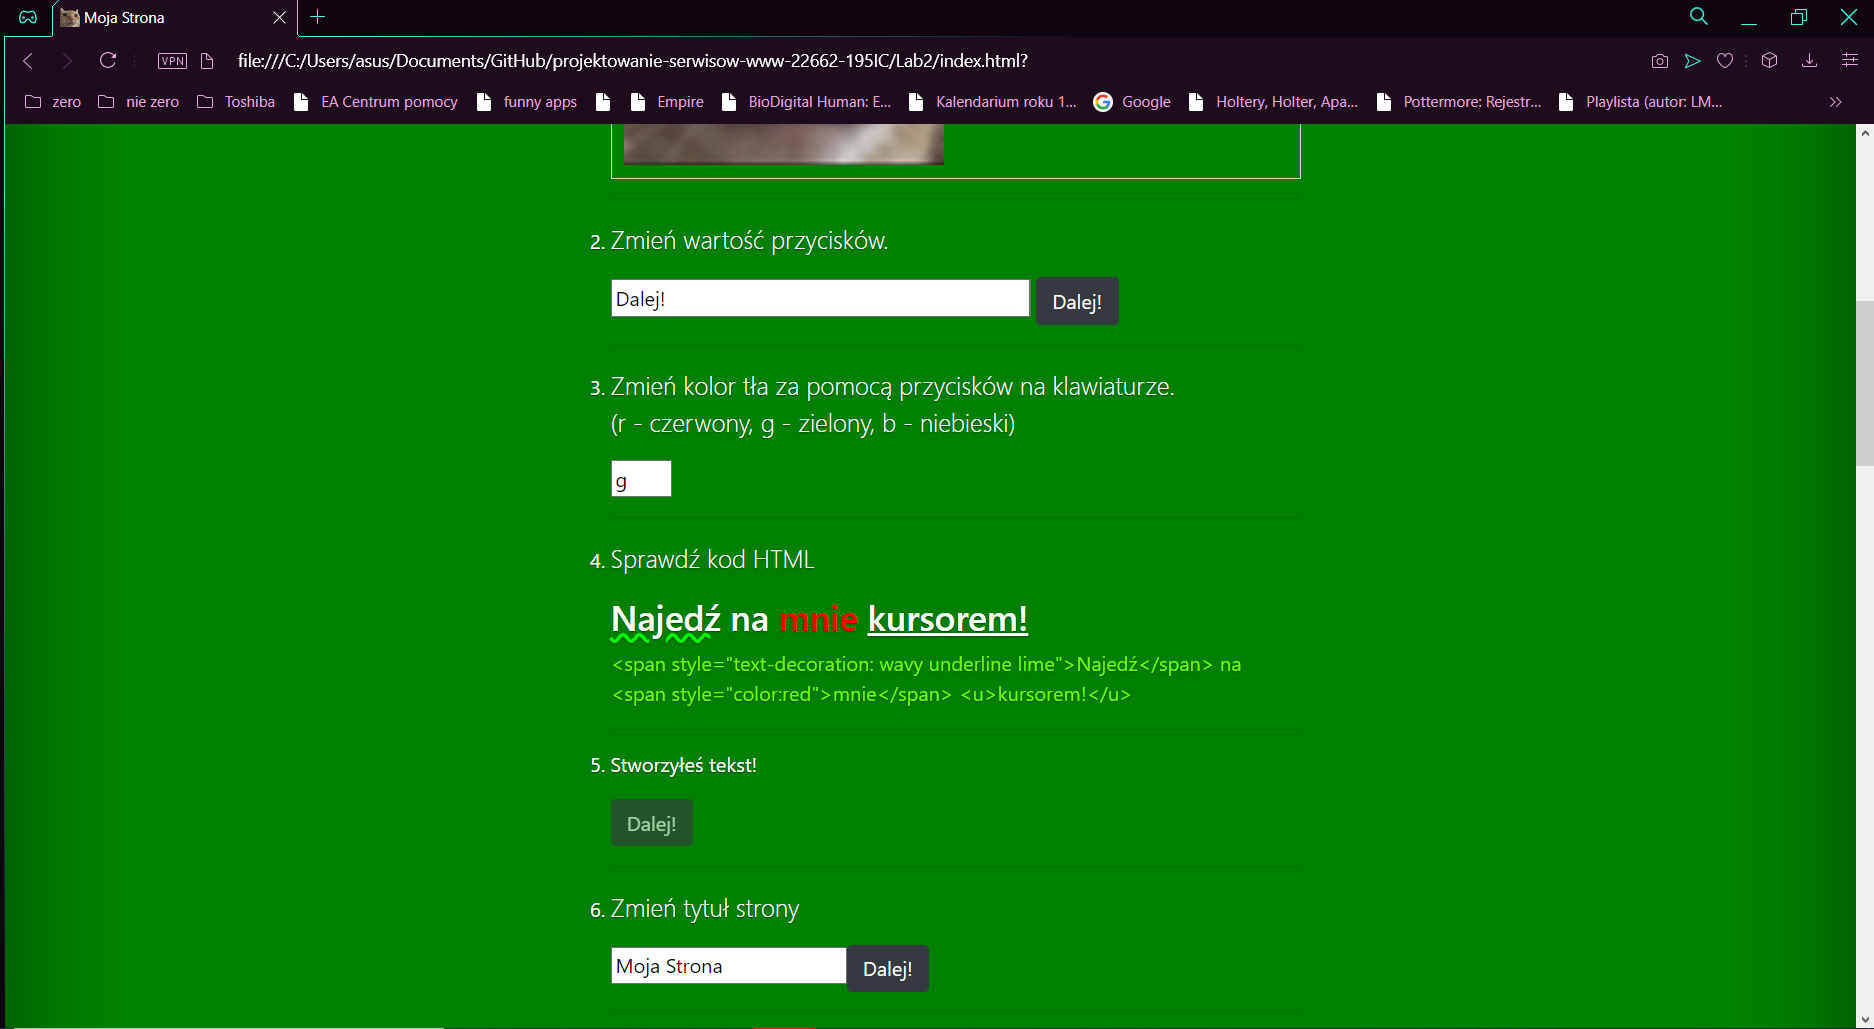 Moja Strona
VPN
file:///C:/Users/asus/Documents/GitHub/projektowanie-serwisow-www-22662-195IC/Lab2/index.html?
zero nie zero Toshiba EA Centrum pomocy funny apps Empire BioDigital Human: E... Kalendarium roku 1... Google Holtery, Holter, Apa... Pottermore: Rejestr... Playlista (autor: LM...
2. Zmień wartość przycisków.
Dalej! Dalej!
3. Zmień kolor tła za pomocą przycisków na klawiaturze.
(r - czerwony, g - zielony, b - niebieski)
g
4. Sprawdź kod HTML
Najedź na mnie kursorem!
<span style="text-decoration: wavy underline lime">Najedź</span> na
<span style="color:red">mnie</span> <u>kursorem!</u>
5. Stworzyłeś tekst!
Dalej!
6. Zmień tytuł strony
Moja Strona Dalej!